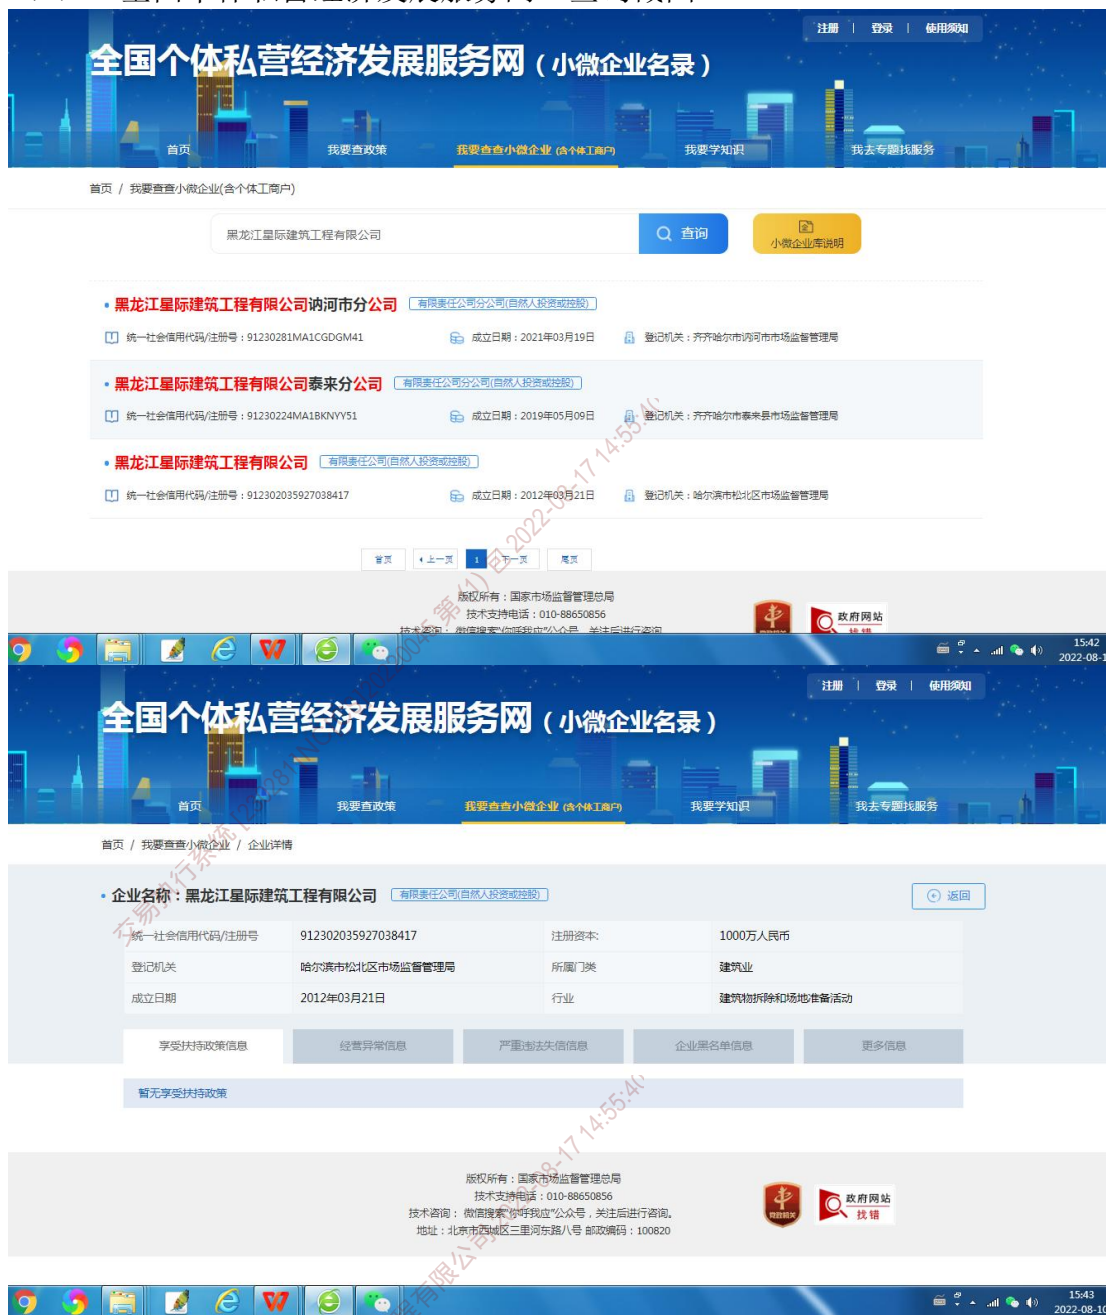 注册 | 登录 | 使用须知
全国个体私营经济发展服务网（小微企业名录）
首页 我要查政策 我要查查小微企业 (含个体工商户) 我要学知识 我去专题找服务
首页 / 我要查查小微企业(含个体工商户)
黑龙江星际建筑工程有限公司 查询 小微企业库说明
黑龙江星际建筑工程有限公司讷河市分公司 有限责任公司分公司(自然人投资或控股)
统一社会信用代码/注册号：91230281MA1CGDGM41 成立日期：2021年03月19日 登记机关：齐齐哈尔市讷河市市场监督管理局
黑龙江星际建筑工程有限公司泰来分公司 有限责任公司分公司(自然人投资或控股)
统一社会信用代码/注册号：91230224MA1BKNYY51 成立日期：2019年05月09日 登记机关：齐齐哈尔市泰来县市场监督管理局
黑龙江星际建筑工程有限公司 有限责任公司(自然人投资或控股)
统一社会信用代码/注册号：912302035927038417 成立日期：2012年03月21日 登记机关：哈尔滨市松北区市场监督管理局
首页 上一页 1 下一页 尾页
版权所有：国家市场监督管理总局
技术支持电话：010-88650856
技术咨询： 微信搜索“你呼我应”公众号，关注后进行咨询
政府网站
找错
15:42
2022-08-1
注册 | 登录 | 使用须知
全国个体私营经济发展服务网（小微企业名录）
首页 我要查政策 我要查查小微企业 (含个体工商户) 我要学知识 我去专题找服务
首页 / 我要查查小微企业 / 企业详情
企业名称：黑龙江星际建筑工程有限公司 有限责任公司(自然人投资或控股) 返回
统一社会信用代码/注册号 912302035927038417 注册资本: 1000万人民币
登记机关 哈尔滨市松北区市场监督管理局 所属门类 建筑业
成立日期 2012年03月21日 行业 建筑物拆除和场地准备活动
享受扶持政策信息 经营异常信息 严重违法失信信息 企业黑名单信息 更多信息
暂无享受扶持政策
版权所有：国家市场监督管理总局
技术支持电话：010-88650856
技术咨询： 微信搜索“你呼我应”公众号，关注后进行咨询。
地址：北京市西城区三里河东路八号 邮政编码：100820
党政机关
政府网站
找错
15:43
2022-08-10